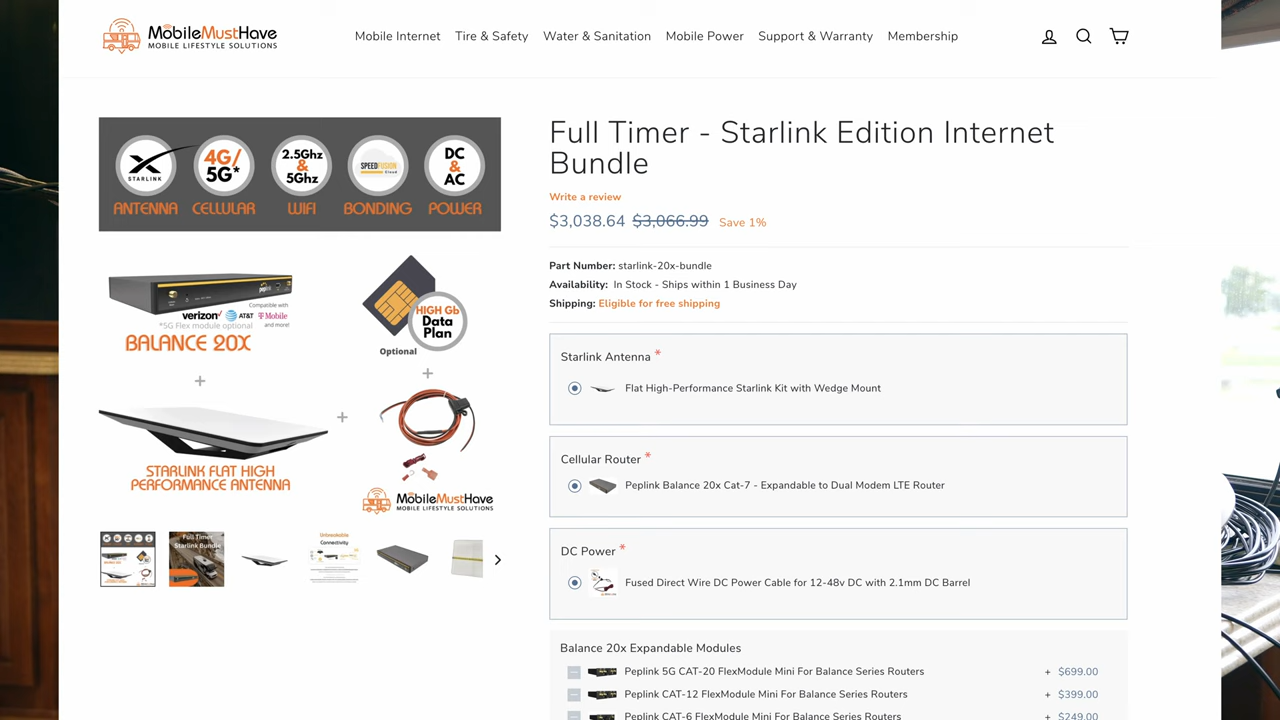 MobileMustHave
MOBILE LIFESTYLE SOLUTIONS
Mobile Internet
Tire & Safety
Water & Sanitation
Mobile Power
Support & Warranty
Membership
STARLINK
4G/
5G*
2.5Ghz
&
5Ghz
SPEEDFUSION
Cloud
DC
&
AC
ANTENNA
CELLULAR
WIFI
BONDING
POWER
peplink
Compatible with
verizon
AT&T
T-Mobile
*5G Flex module optional
and more!
BALANCE 20X
HIGH Gb
Data
Plan
Optional
+
+
+
STARLINK FLAT HIGH
PERFORMANCE ANTENNA
MobileMustHave
MOBILE LIFESTYLE SOLUTIONS
Full Timer
Starlink Bundle
Unbreakable
Connectivity
Full Timer - Starlink Edition Internet
Bundle
Write a review
$3,038.64 $3,066.99 Save 1%
Part Number: starlink-20x-bundle
Availability: In Stock - Ships within 1 Business Day
Shipping: Eligible for free shipping
Starlink Antenna *
Flat High-Performance Starlink Kit with Wedge Mount
Cellular Router *
Peplink Balance 20x Cat-7 - Expandable to Dual Modem LTE Router
DC Power *
Fused Direct Wire DC Power Cable for 12-48v DC with 2.1mm DC Barrel
Balance 20x Expandable Modules
Peplink 5G CAT-20 FlexModule Mini For Balance Series Routers + $699.00
Peplink CAT-12 FlexModule Mini For Balance Series Routers + $399.00
Peplink CAT-6 FlexModule Mini For Balance Series Routers + $249.00